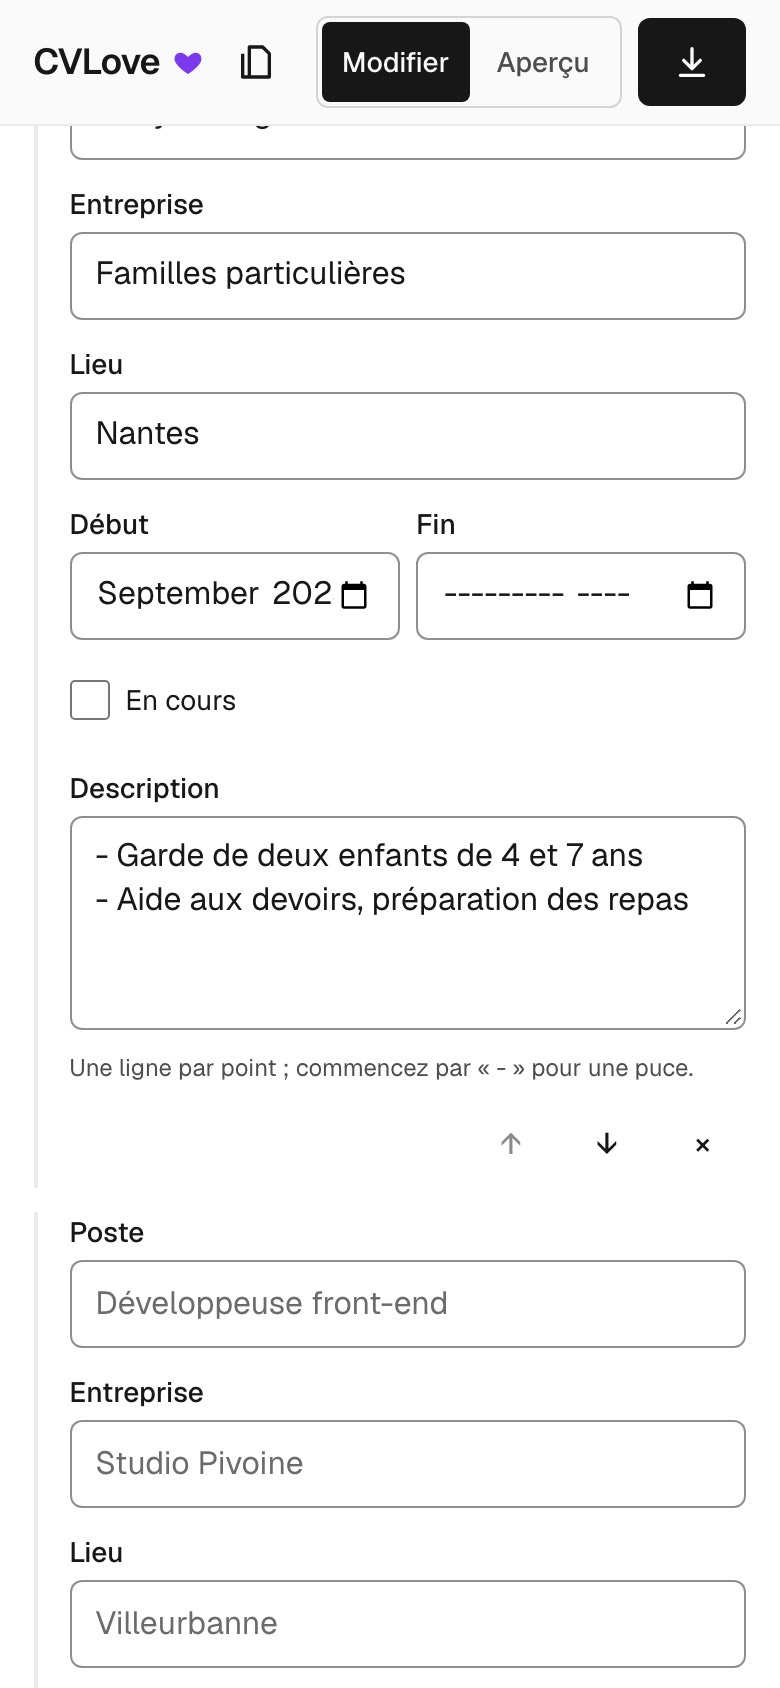 CVLove
Modifier
Aperçu
Entreprise
Familles particulières
Lieu
Nantes
Début
Fin
September 202
--------- ----
En cours
Description
- Garde de deux enfants de 4 et 7 ans
- Aide aux devoirs, préparation des repas
Une ligne par point ; commencez par « - » pour une puce.
Poste
Développeuse front-end
Entreprise
Studio Pivoine
Lieu
Villeurbanne